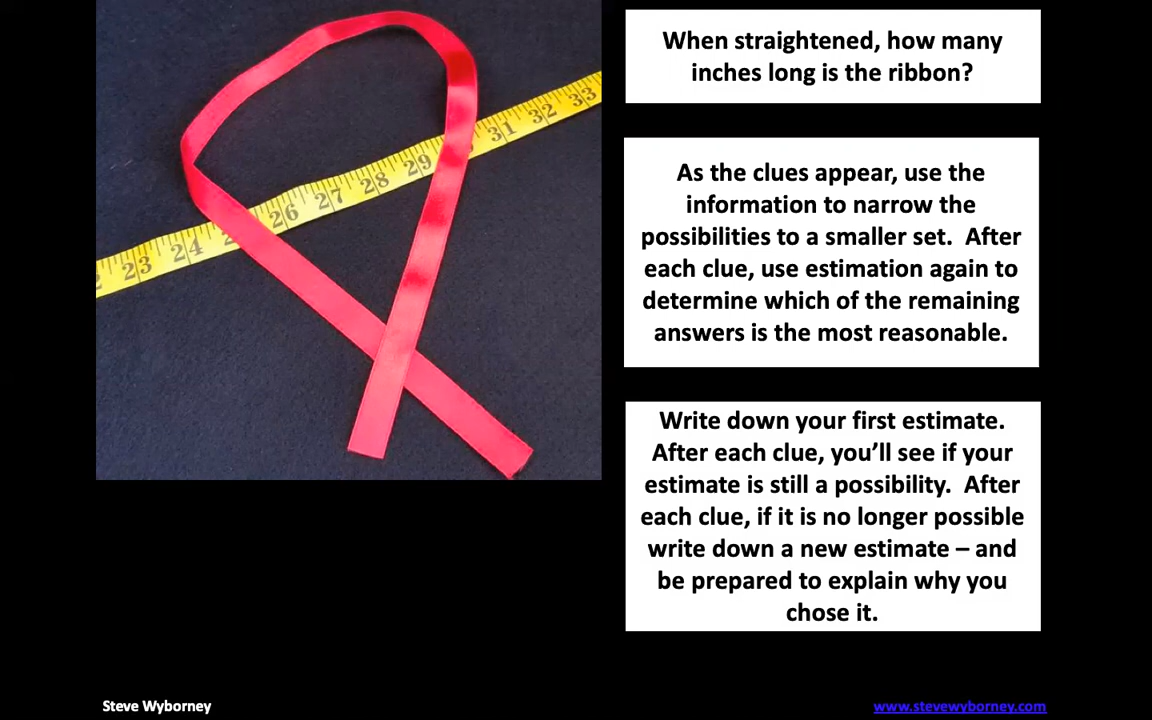 When straightened, how many
inches long is the ribbon?
As the clues appear, use the
information to narrow the
possibilities to a smaller set.  After
each clue, use estimation again to
determine which of the remaining
answers is the most reasonable.
Write down your first estimate.
After each clue, you’ll see if your
estimate is still a possibility.  After
each clue, if it is no longer possible
write down a new estimate – and
be prepared to explain why you
chose it.
23 24 26 27 28 29 31 32 33
Steve Wyborney
www.stevewyborney.com